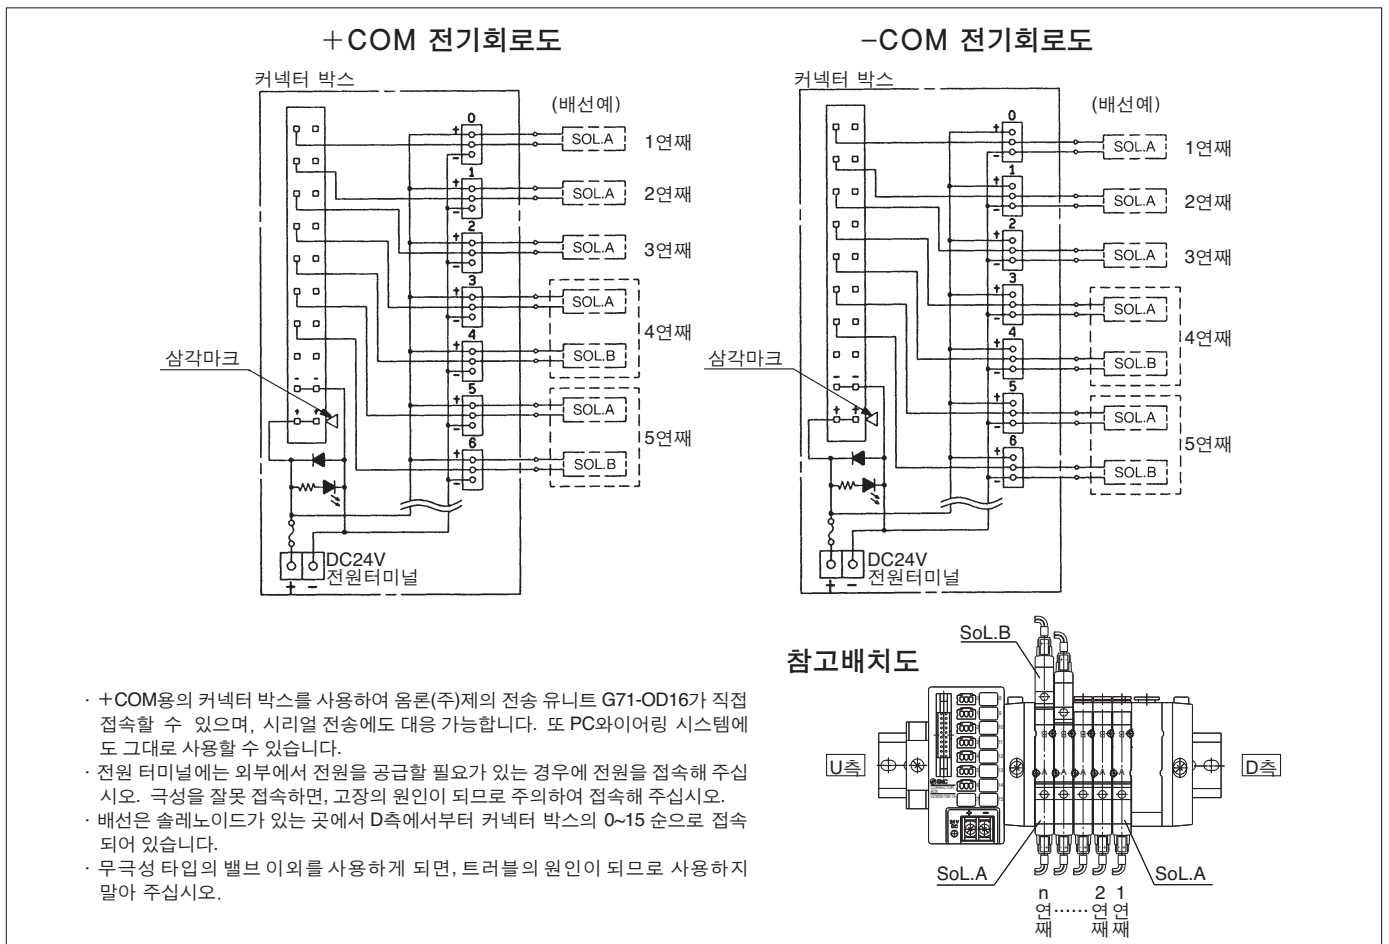 +COM 전기회로도
커넥터 박스
(배선예)
0
+
-
SOL.A
1연째
1
+
-
SOL.A
2연째
2
+
-
SOL.A
3연째
3
+
-
SOL.A
4연째
4
+
-
SOL.B
삼각마크
5
+
-
SOL.A
5연째
6
+
-
SOL.B
- -
+ +
DC24V
전원터미널
+ -
-COM 전기회로도
커넥터 박스
(배선예)
0
+
-
SOL.A
1연째
1
+
-
SOL.A
2연째
2
+
-
SOL.A
3연째
3
+
-
SOL.A
4연째
4
+
-
SOL.B
삼각마크
5
+
-
SOL.A
5연째
6
+
-
SOL.B
- -
+ +
DC24V
전원터미널
+ -
· +COM용의 커넥터 박스를 사용하여 옴론(주)제의 전송 유니트 G71-OD16가 직접
접속할 수 있으며, 시리얼 전송에도 대응 가능합니다. 또 PC와이어링 시스템에
도 그대로 사용할 수 있습니다.
· 전원 터미널에는 외부에서 전원을 공급할 필요가 있는 경우에 전원을 접속해 주십
시오. 극성을 잘못 접속하면, 고장의 원인이 되므로 주의하여 접속해 주십시오.
· 배선은 솔레노이드가 있는 곳에서 D측에서부터 커넥터 박스의 0~15 순으로 접속
되어 있습니다.
· 무극성 타입의 밸브 이외를 사용하게 되면, 트러블의 원인이 되므로 사용하지
말아 주십시오.
참고배치도
SoL.B
U측
D측
SMC
+ -
SoL.A
SoL.A
n 2 1
연······연연
째 째째